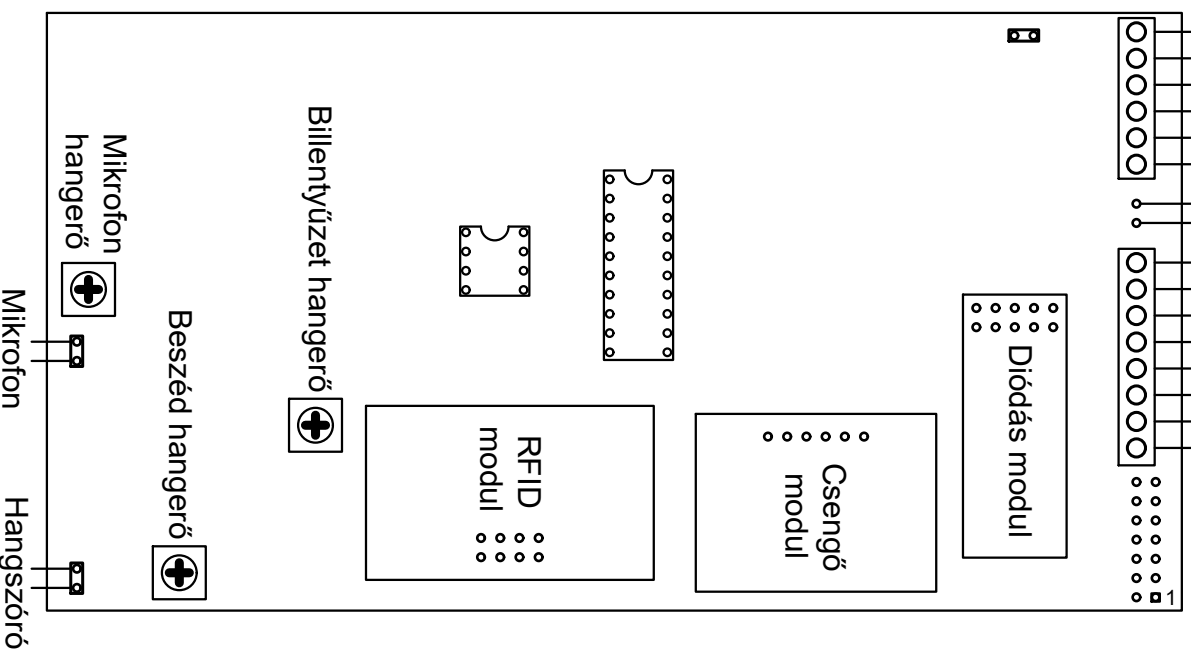 Mikrofon
hangerő
Mikrofon
Beszéd hangerő
Hangszóró
Billentyűzet hangerő
RFID
modul
Csengő
modul
Diódás modul
1